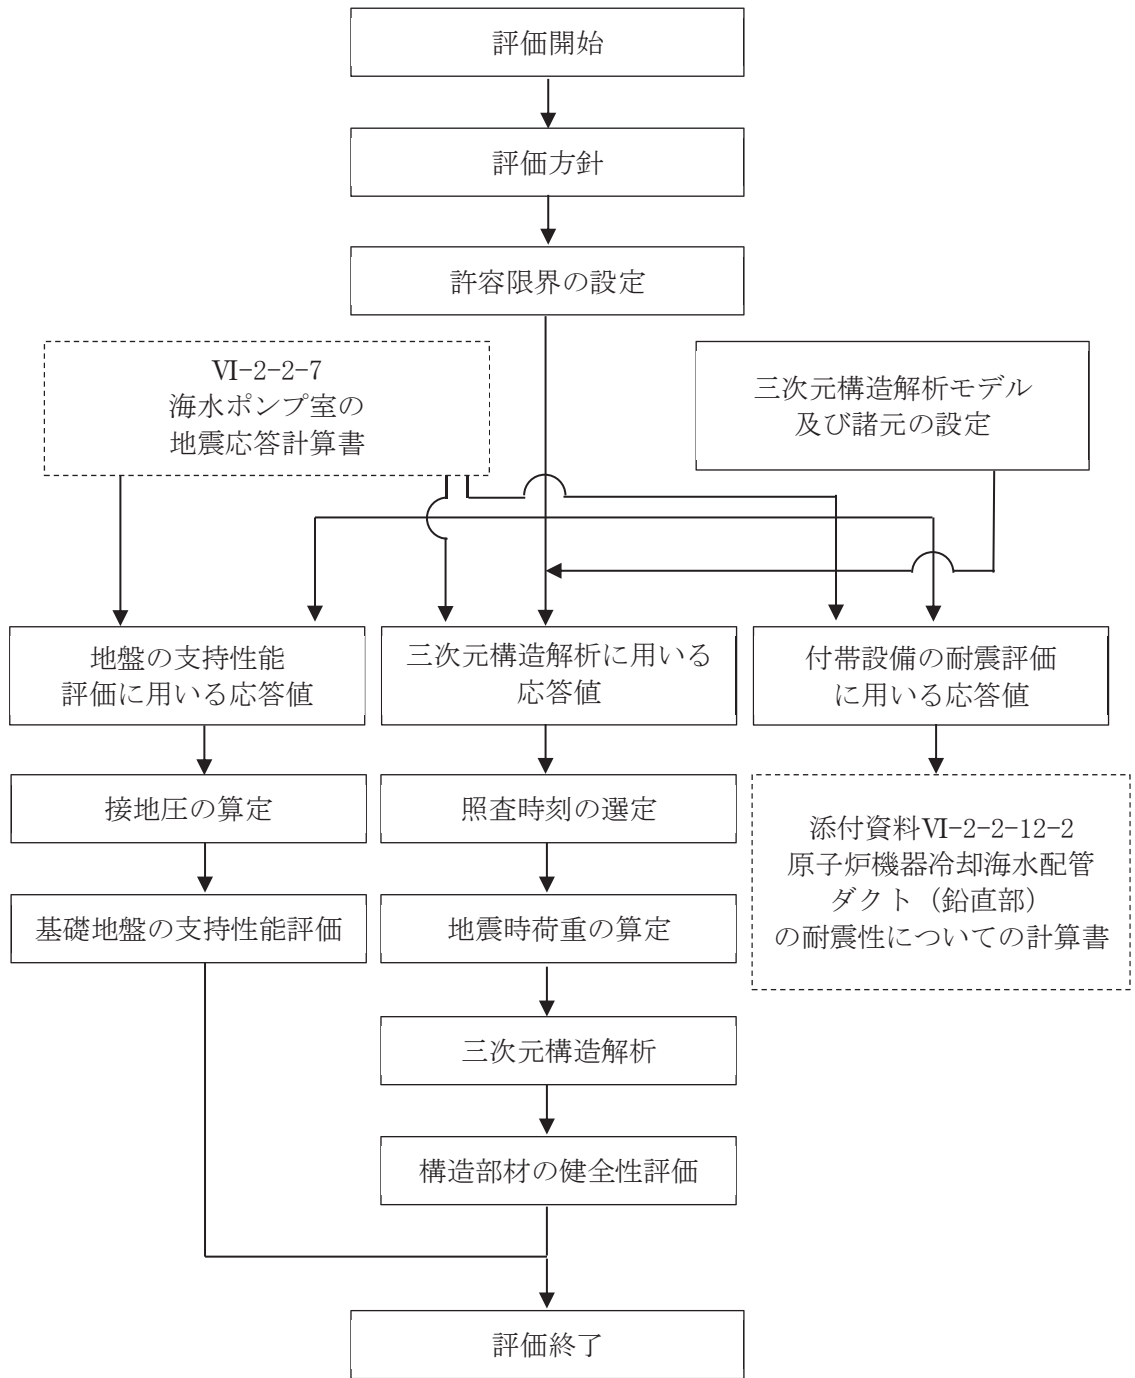 評価開始
評価方針
許容限界の設定
Ⅵ-2-2-7
海水ポンプ室の
地震応答計算書
三次元構造解析モデル
及び諸元の設定
地盤の支持性能
評価に用いる応答値
三次元構造解析に用いる
応答値
付帯設備の耐震評価
に用いる応答値
接地圧の算定
照査時刻の選定
添付資料Ⅵ-2-2-12-2
原子炉機器冷却海水配管
ダクト（鉛直部）
の耐震性についての計算書
基礎地盤の支持性能評価
地震時荷重の算定
三次元構造解析
構造部材の健全性評価
評価終了